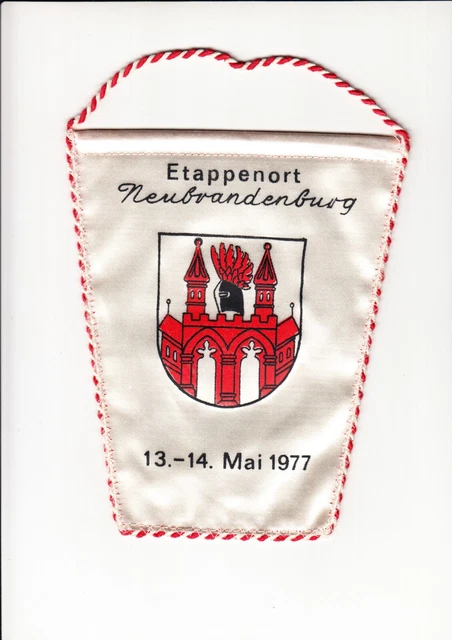 Etappenort
Neubrandenburg
13.-14. Mai 1977